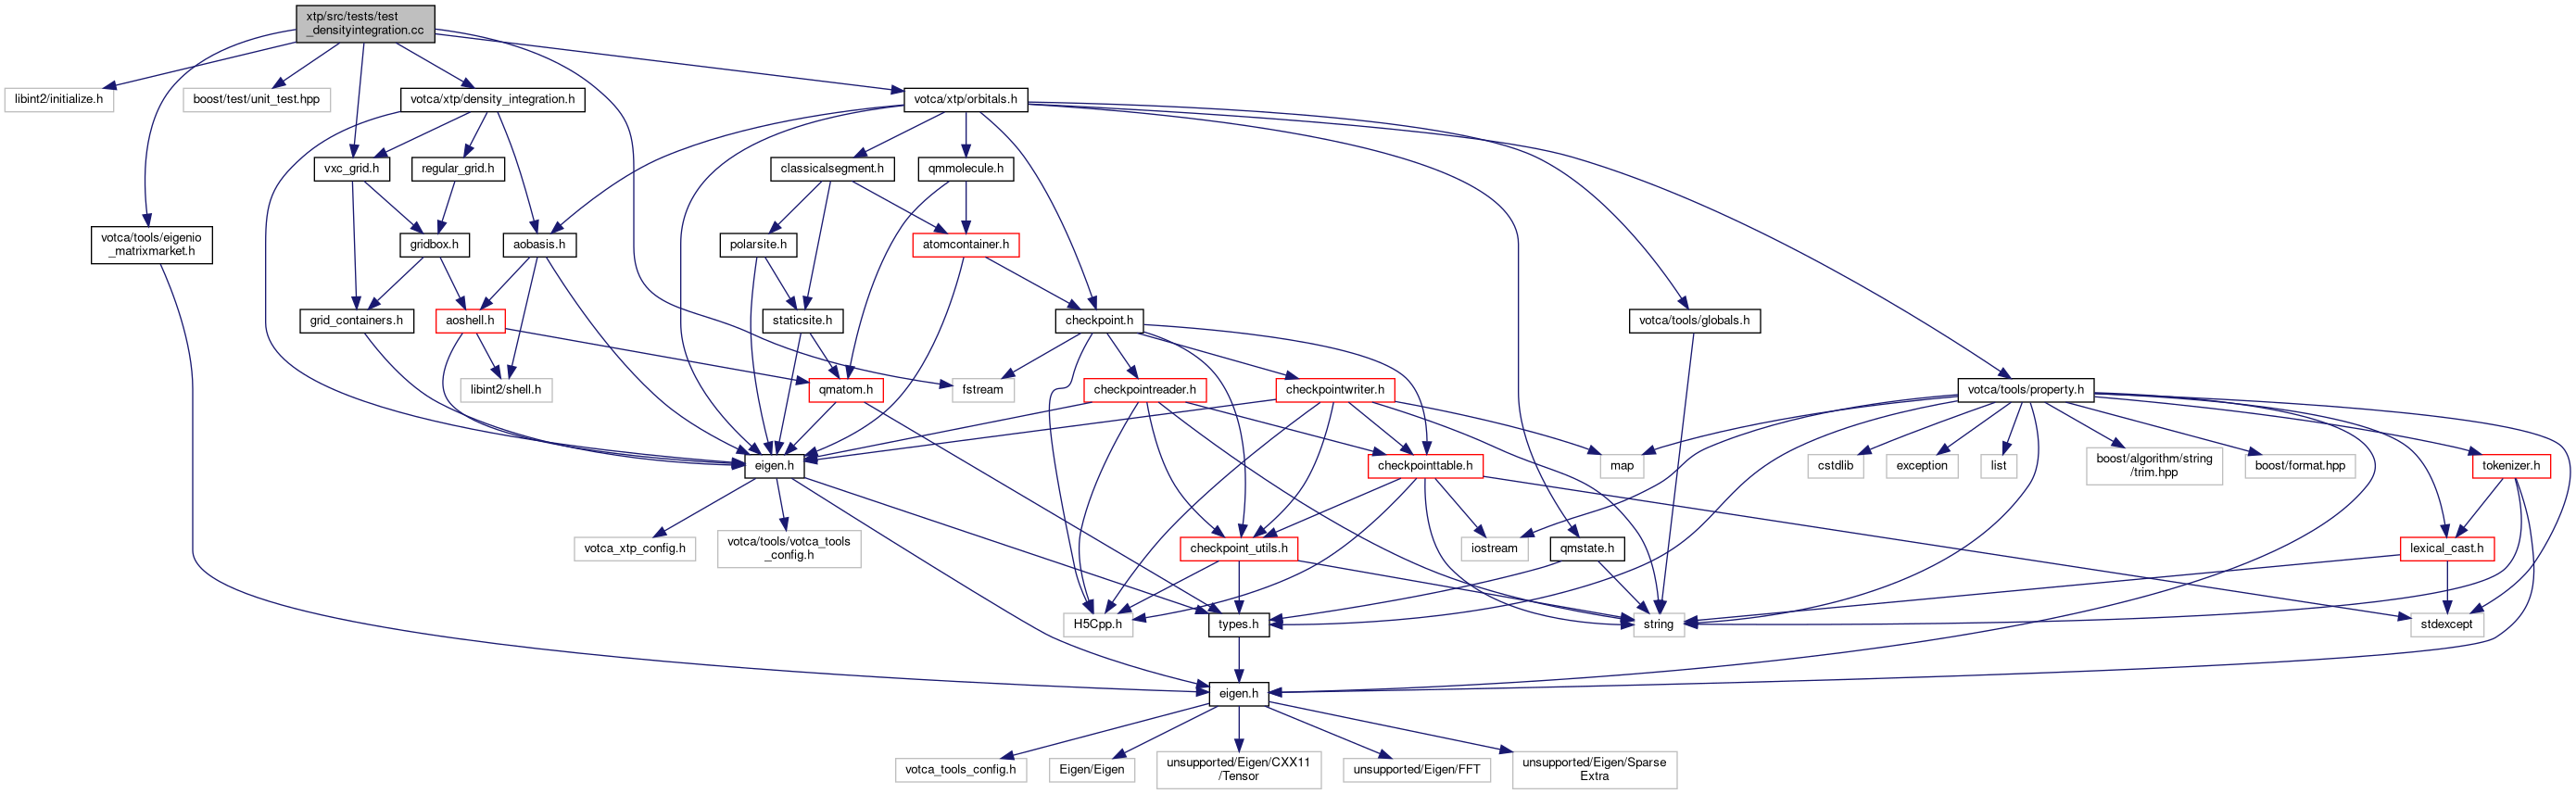 xtp/src/tests/test
_densityintegration.cc
libint2/initialize.h
boost/test/unit_test.hpp
votca/xtp/density_integration.h
votca/xtp/orbitals.h
vxc_grid.h
regular_grid.h
classicalsegment.h
qmmolecule.h
votca/tools/eigenio
_matrixmarket.h
gridbox.h
aobasis.h
polarsite.h
atomcontainer.h
grid_containers.h
aoshell.h
staticsite.h
checkpoint.h
votca/tools/globals.h
libint2/shell.h
qmatom.h
fstream
checkpointreader.h
checkpointwriter.h
votca/tools/property.h
eigen.h
checkpointtable.h
map
cstdlib
exception
list
boost/algorithm/string
/trim.hpp
boost/format.hpp
tokenizer.h
votca_xtp_config.h
votca/tools/votca_tools
_config.h
checkpoint_utils.h
iostream
qmstate.h
lexical_cast.h
H5Cpp.h
types.h
string
stdexcept
eigen.h
votca_tools_config.h
Eigen/Eigen
unsupported/Eigen/CXX11
/Tensor
unsupported/Eigen/FFT
unsupported/Eigen/Sparse
Extra